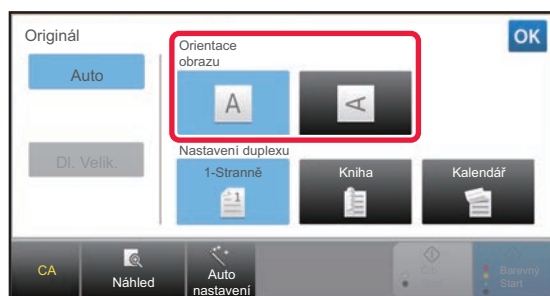 Originál
OK
Orientace
obrazu
Auto
A
A
Nastavení duplexu
Dl. Velik.
1-Stranně
Kniha
Kalendář
1
CA
Náhled
Auto
nastavení
Barevný
Start